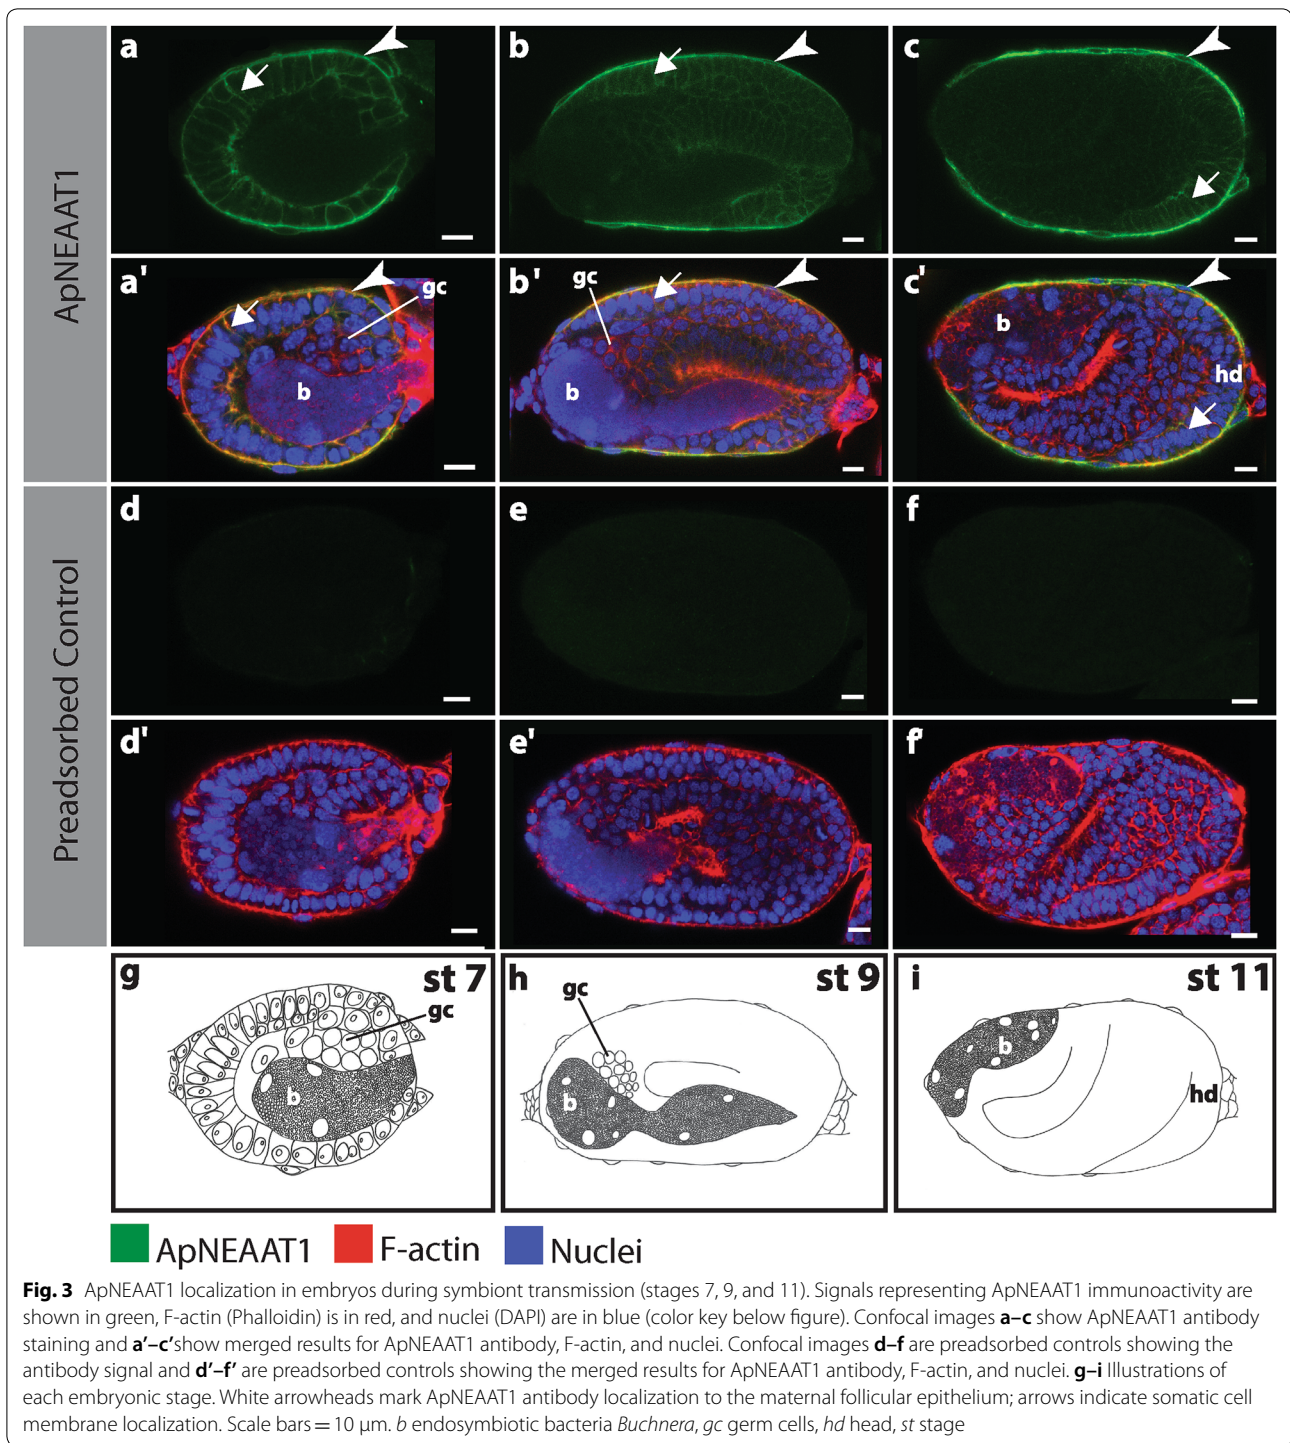 ApNEAAT1
a
b
c
a'
gc
b
b'
gc
b
c'
b
hd
Preadsorbed Control
d
e
f
d'
e'
f'
g
st 7
gc
b
h
st 9
gc
b
i
st 11
b
hd
ApNEAAT1
F-actin
Nuclei
Fig. 3 ApNEAAT1 localization in embryos during symbiont transmission (stages 7, 9, and 11). Signals representing ApNEAAT1 immunoactivity are
shown in green, F-actin (Phalloidin) is in red, and nuclei (DAPI) are in blue (color key below figure). Confocal images a–c show ApNEAAT1 antibody
staining and a’–c’show merged results for ApNEAAT1 antibody, F-actin, and nuclei. Confocal images d–f are preadsorbed controls showing the
antibody signal and d’–f’ are preadsorbed controls showing the merged results for ApNEAAT1 antibody, F-actin, and nuclei. g–i Illustrations of
each embryonic stage. White arrowheads mark ApNEAAT1 antibody localization to the maternal follicular epithelium; arrows indicate somatic cell
membrane localization. Scale bars = 10 μm. b endosymbiotic bacteria Buchnera, gc germ cells, hd head, st stage